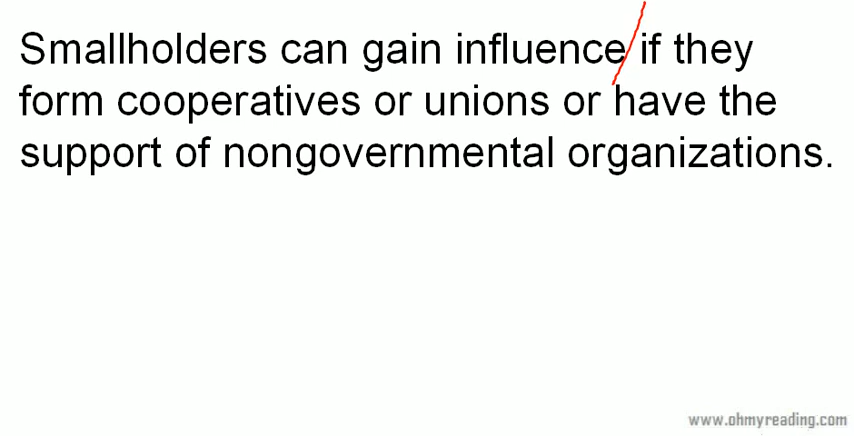 Smallholders can gain influence if they
form cooperatives or unions or have the
support of nongovernmental organizations.
www.ohmyreading.com